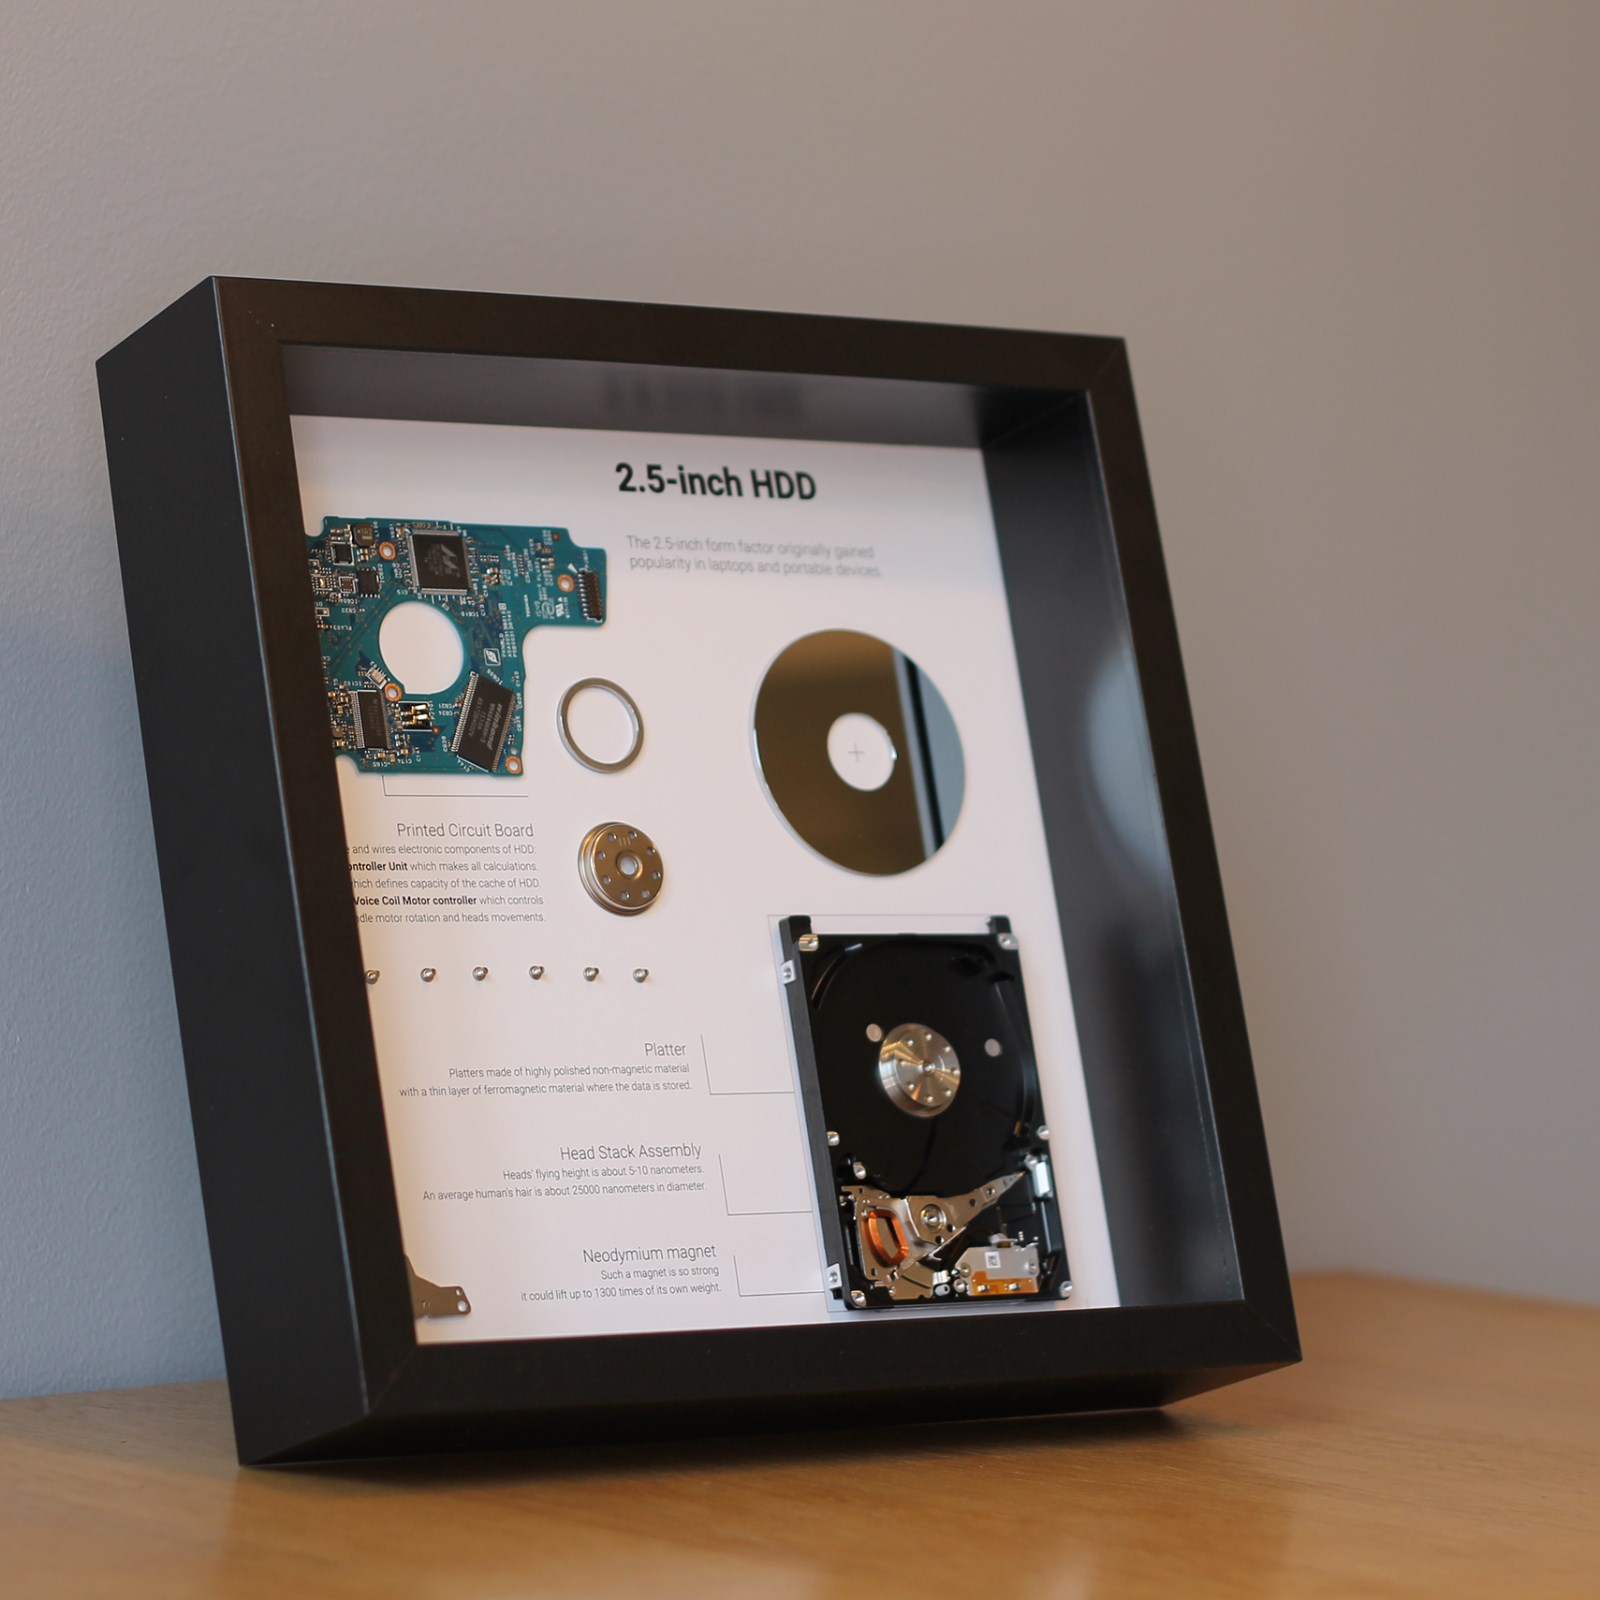 2.5-inch HDD
The 2.5-inch form factor originally gained
popularity in laptops and portable devices.
winbond
Printed Circuit Board
and wires electronic components of HDD:
ontroller Unit which makes all calculations.
which defines capacity of the cache of HDD.
Voice Coil Motor controller which controls
dle motor rotation and heads movements.
Platter
Platters made of highly polished non-magnetic material
with a thin layer of ferromagnetic material where the data is stored.
Head Stack Assembly
Heads' flying height is about 5-10 nanometers.
An average human's hair is about 25000 nanometers in diameter.
Neodymium magnet
Such a magnet is so strong
it could lift up to 1300 times of its own weight.